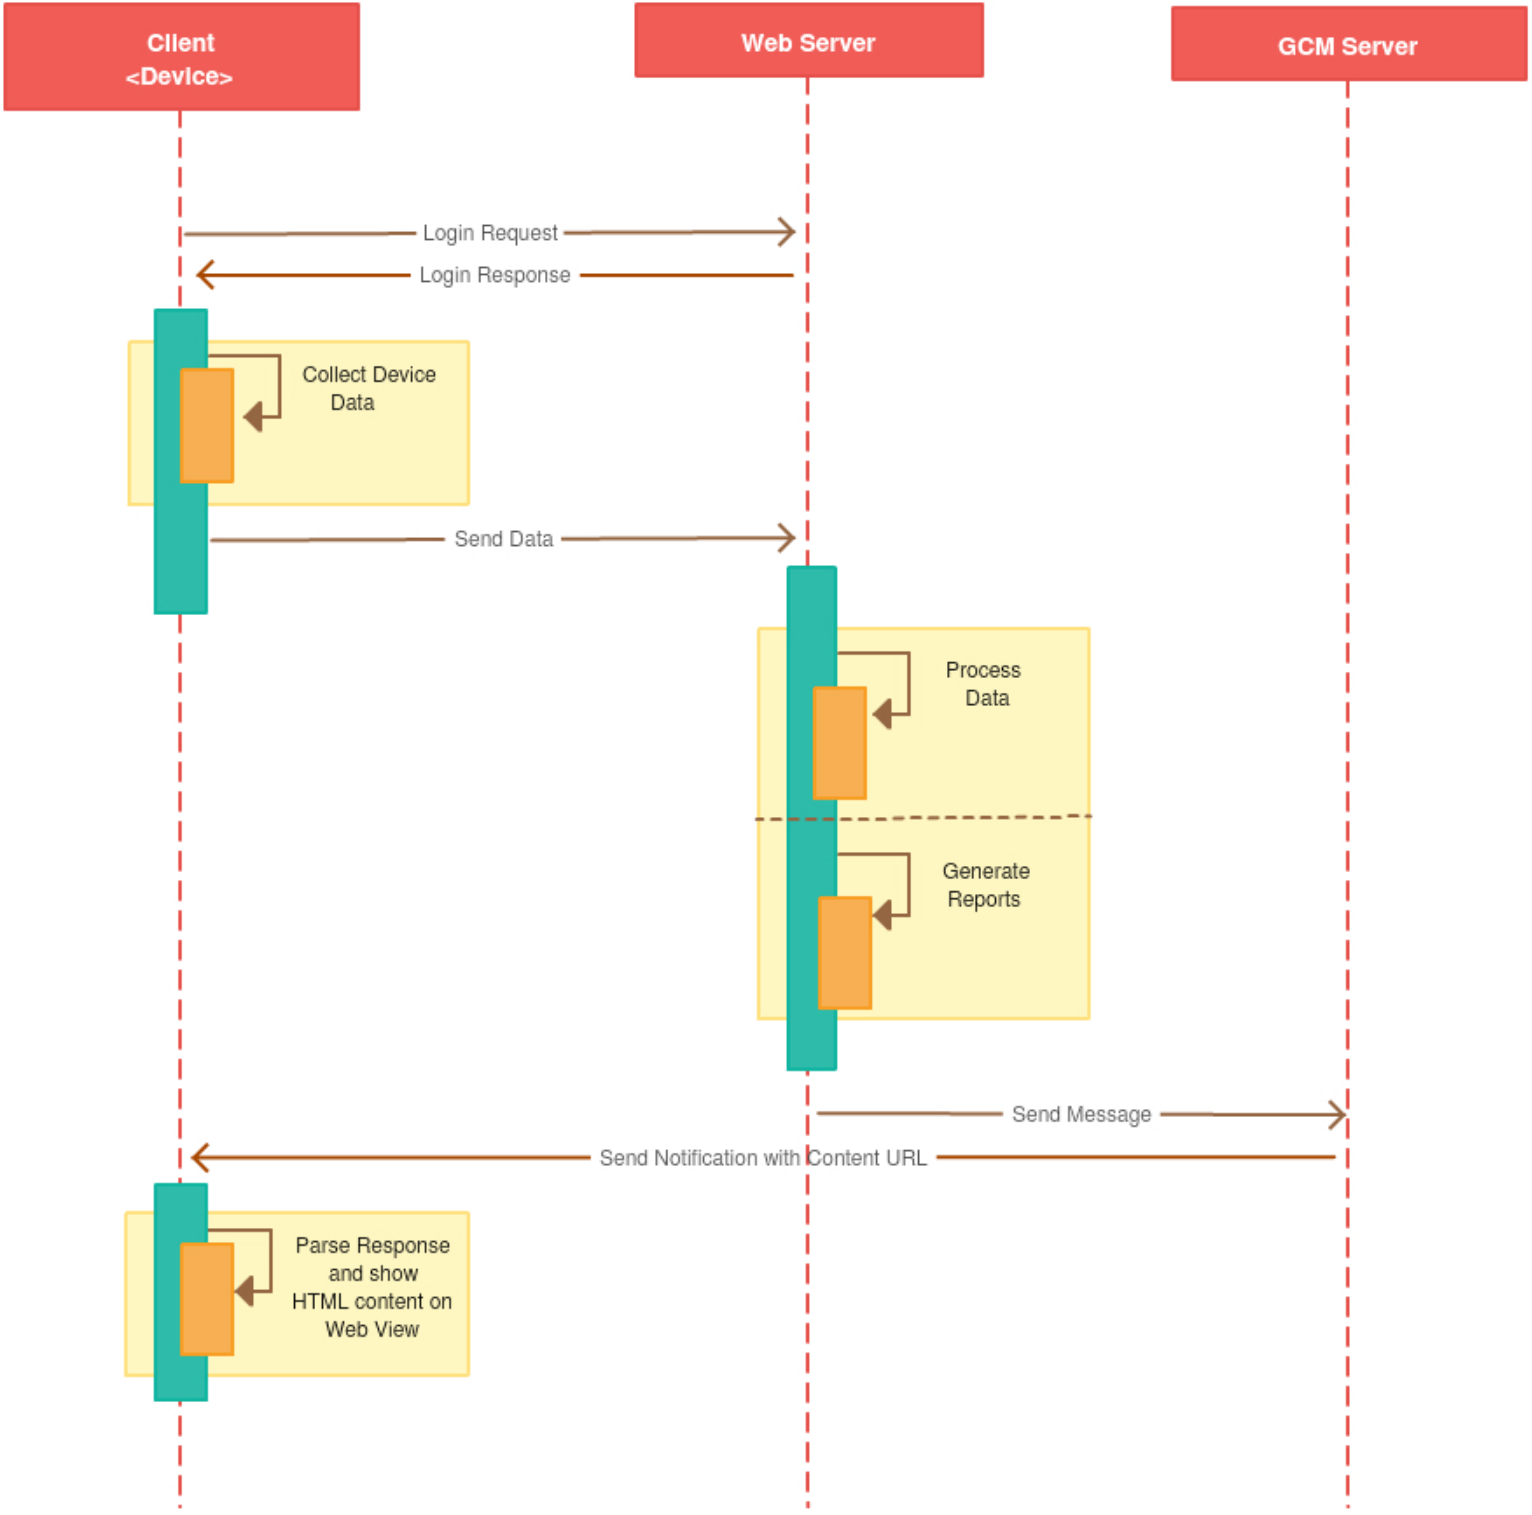 Client
<Device>
Web Server
GCM Server
Login Request
Login Response
Collect Device
Data
Send Data
Process
Data
Generate
Reports
Send Message
Send Notification with Content URL
Parse Response
and show
HTML content on
Web View